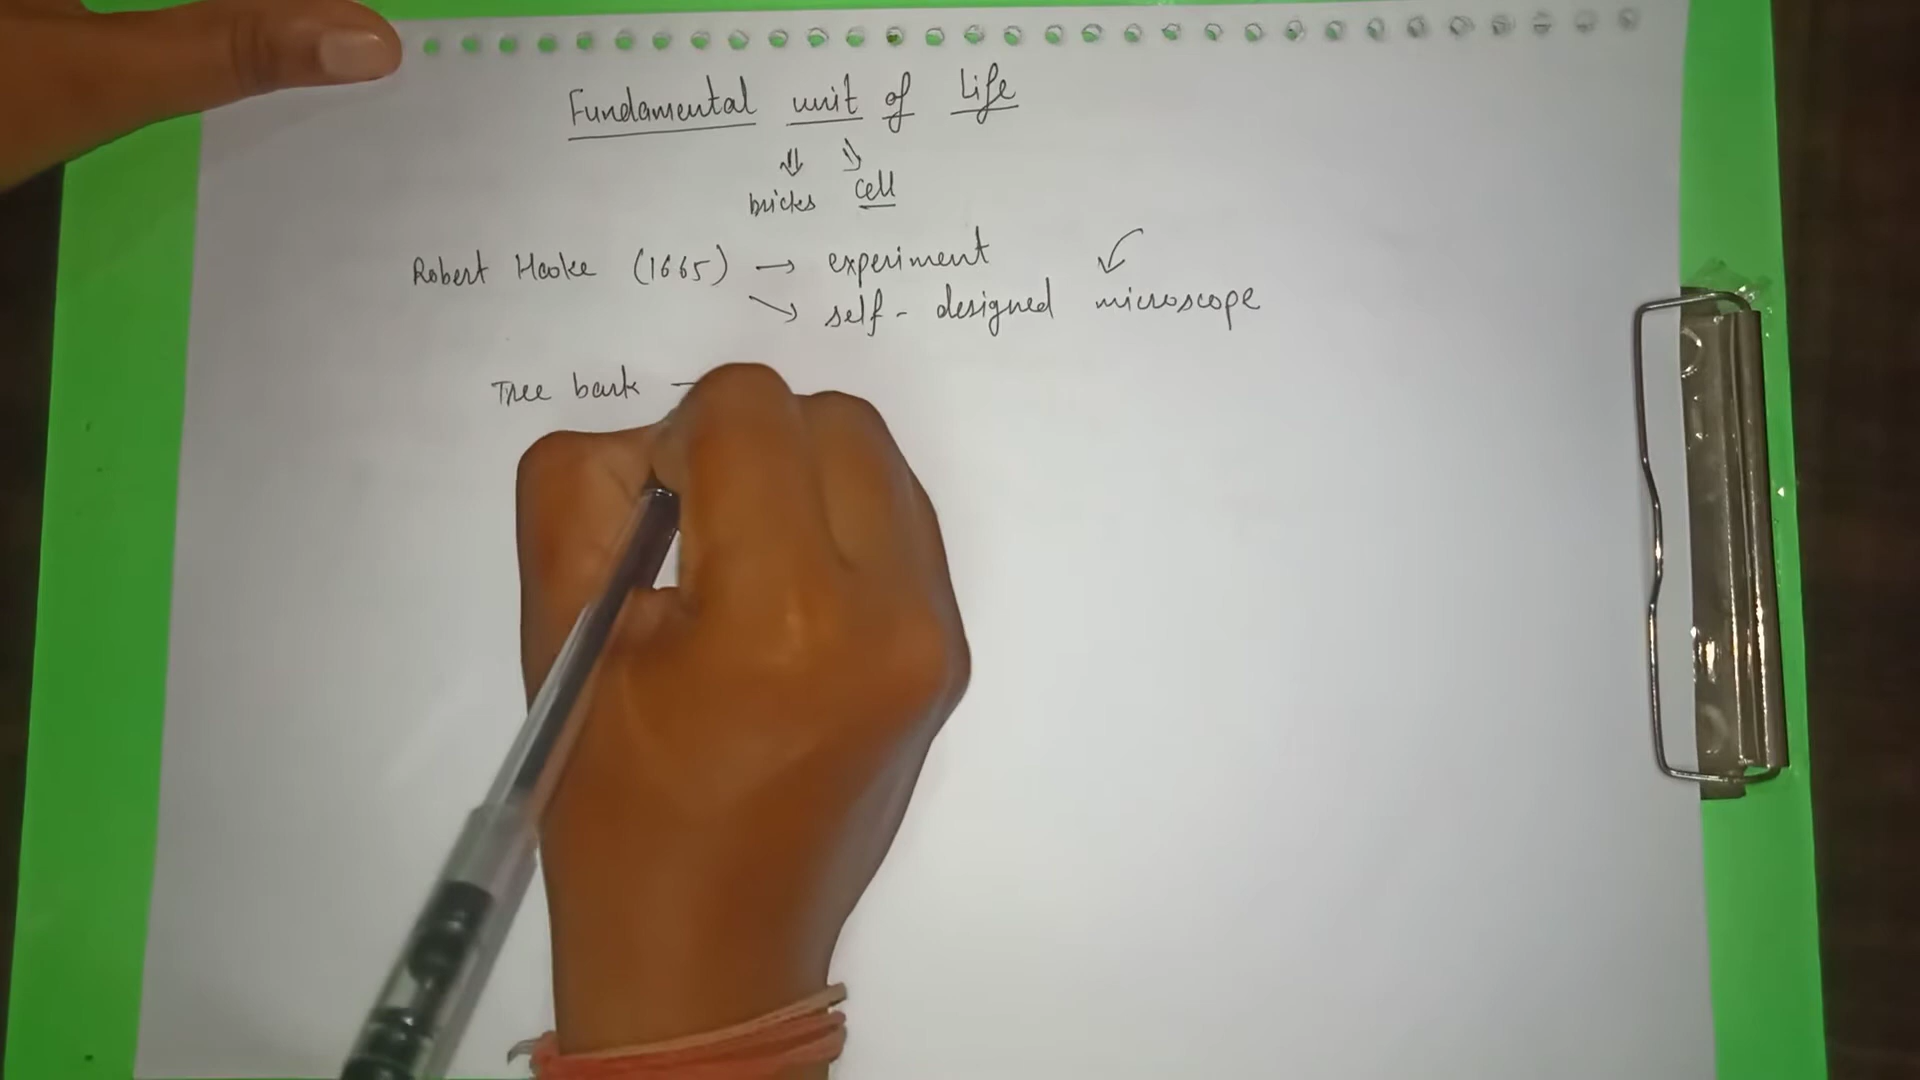 Fundamental unit of Life
⇓ ⇘
bricks cell
Robert Hooke (1665) → experiment
↘ self - designed microscope
Tree bark -